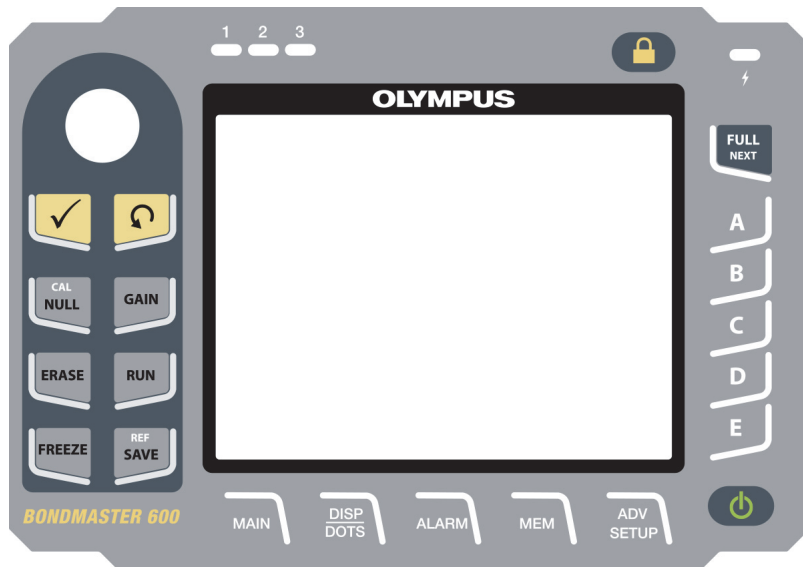 1 2 3
OLYMPUS
FULL
NEXT
A
B
C
D
E
CAL
NULL
GAIN
ERASE
RUN
FREEZE
REF
SAVE
BONDMASTER 600
MAIN
DISP
DOTS
ALARM
MEM
ADV
SETUP